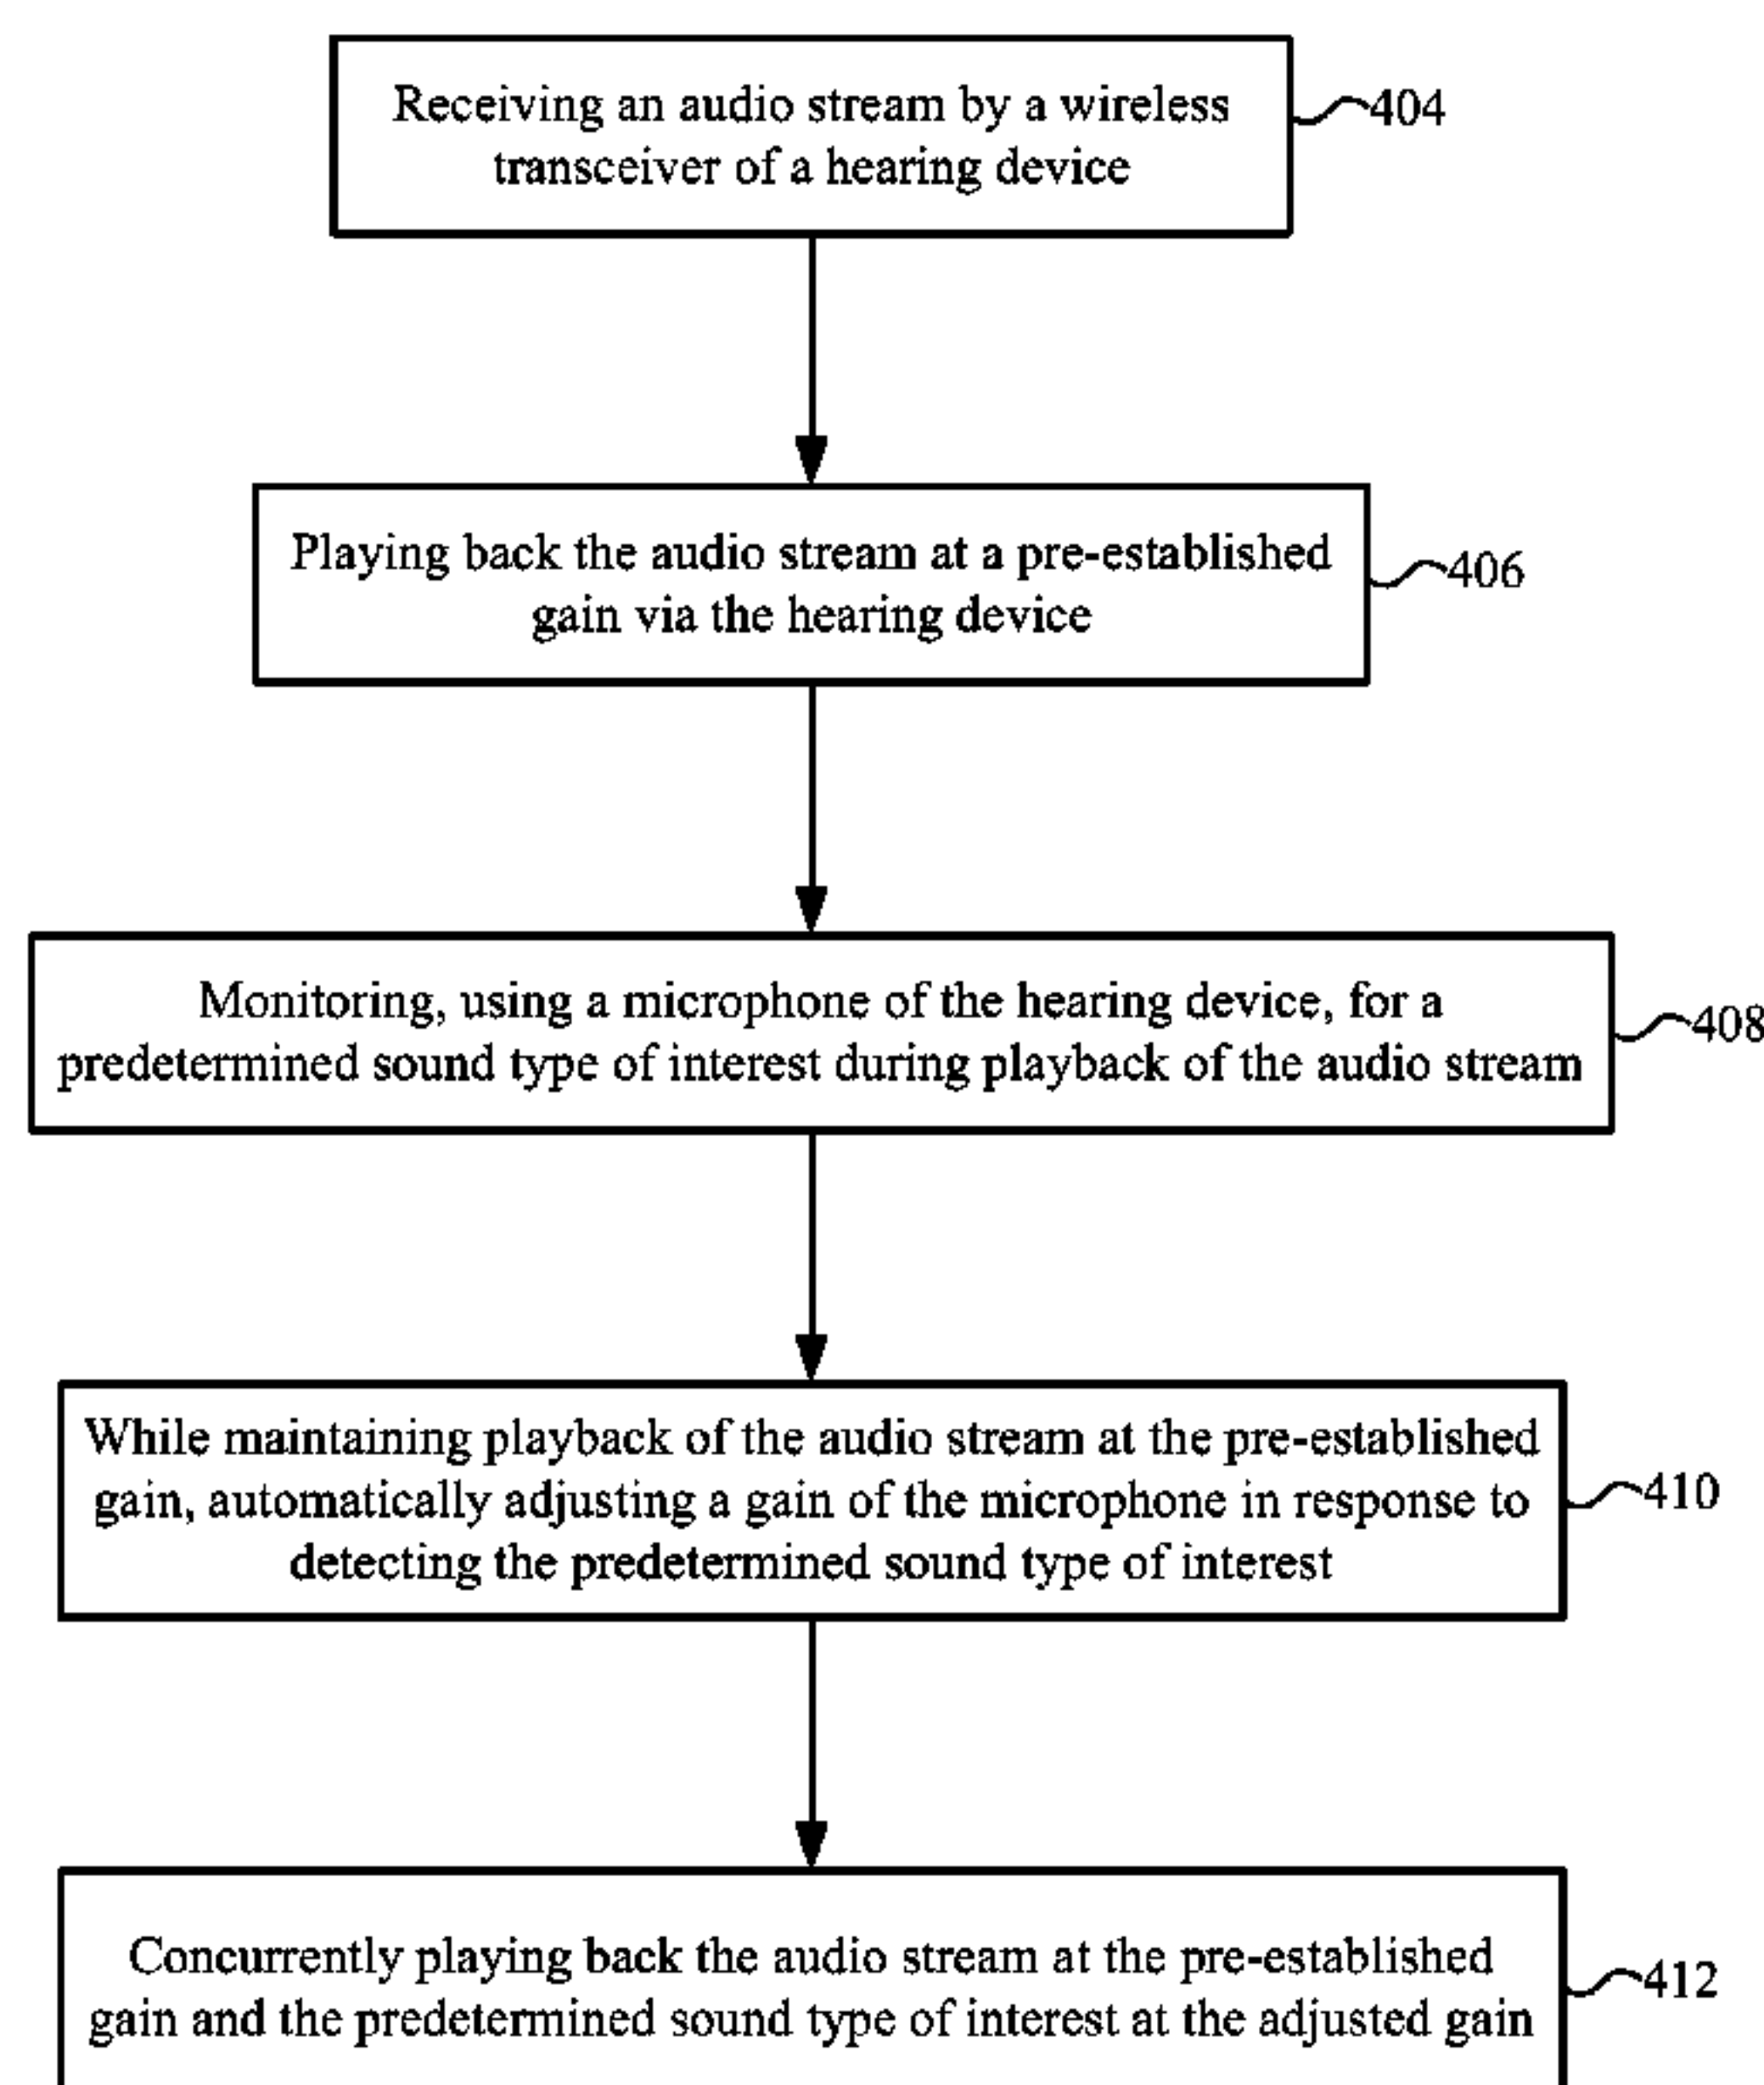 Receiving an audio stream by a wireless
transceiver of a hearing device
404
Playing back the audio stream at a pre-established
gain via the hearing device
406
Monitoring, using a microphone of the hearing device, for a
predetermined sound type of interest during playback of the audio stream
408
While maintaining playback of the audio stream at the pre-established
gain, automatically adjusting a gain of the microphone in response to
detecting the predetermined sound type of interest
410
Concurrently playing back the audio stream at the pre-established
gain and the predetermined sound type of interest at the adjusted gain
412